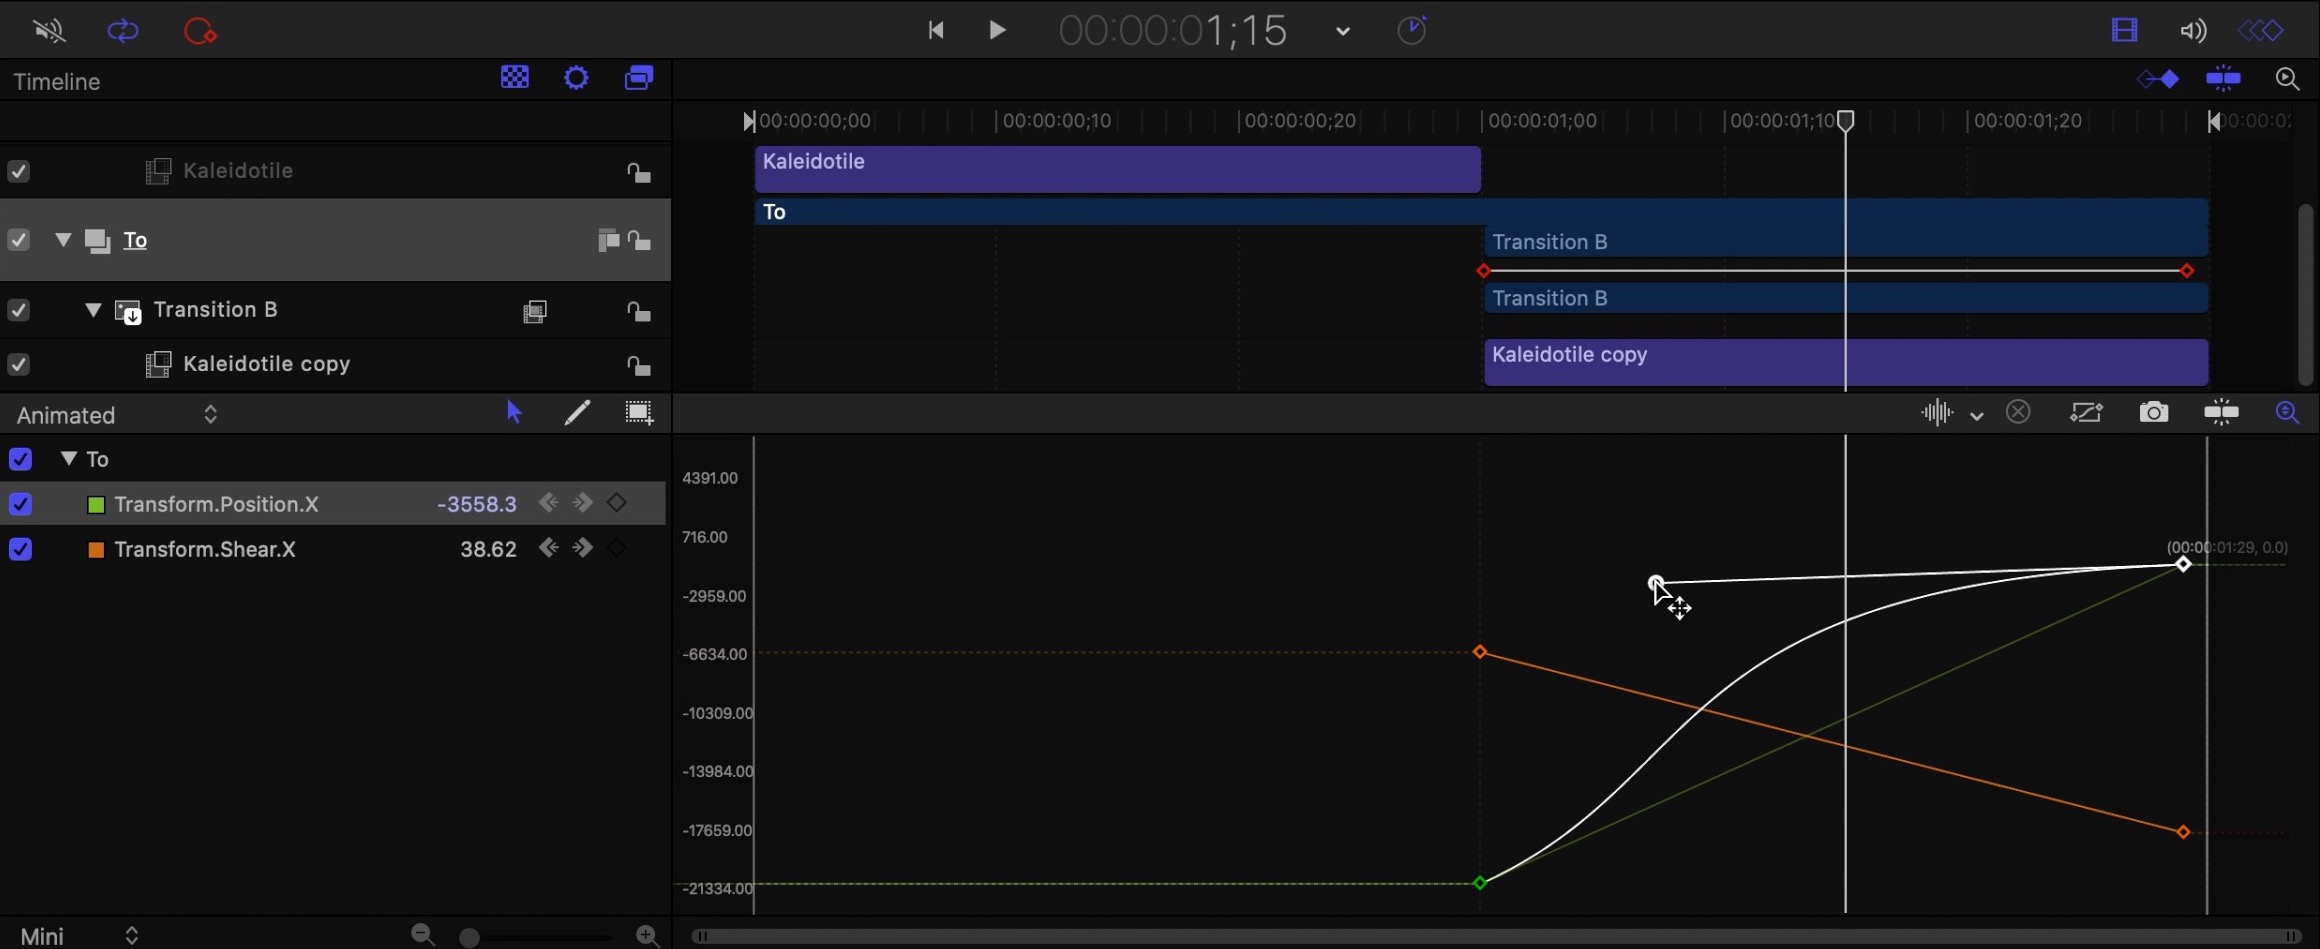 00:00:00:01;15
Timeline
00:00:00;00
00:00:00;10
00:00:00;20
00:00:01;00
00:00:01;10
00:00:01;20
Kaleidotile
Kaleidotile
To
To
Transition B
Transition B
Transition B
Kaleidotile copy
Kaleidotile copy
Animated
To
Transform.Position.X -3558.3
Transform.Shear.X 38.62
4391.00
716.00
(00:00:01:29, 0.0)
-2959.00
-6634.00
-10309.00
-13984.00
-17659.00
-21334.00
Mini